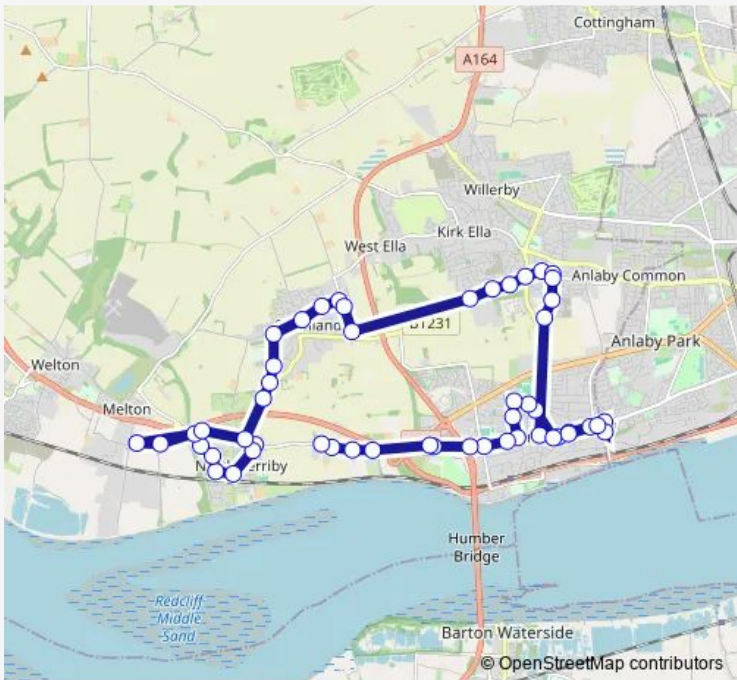 Cottingham
A164
Willerby
Kirk Ella
West Ella
Anlaby Common
B1231
Anlaby Park
Welton
Melton
Humber
Bridge
Redcliff
Middle
Sand
Barton Waterside
© OpenStreetMap contributors